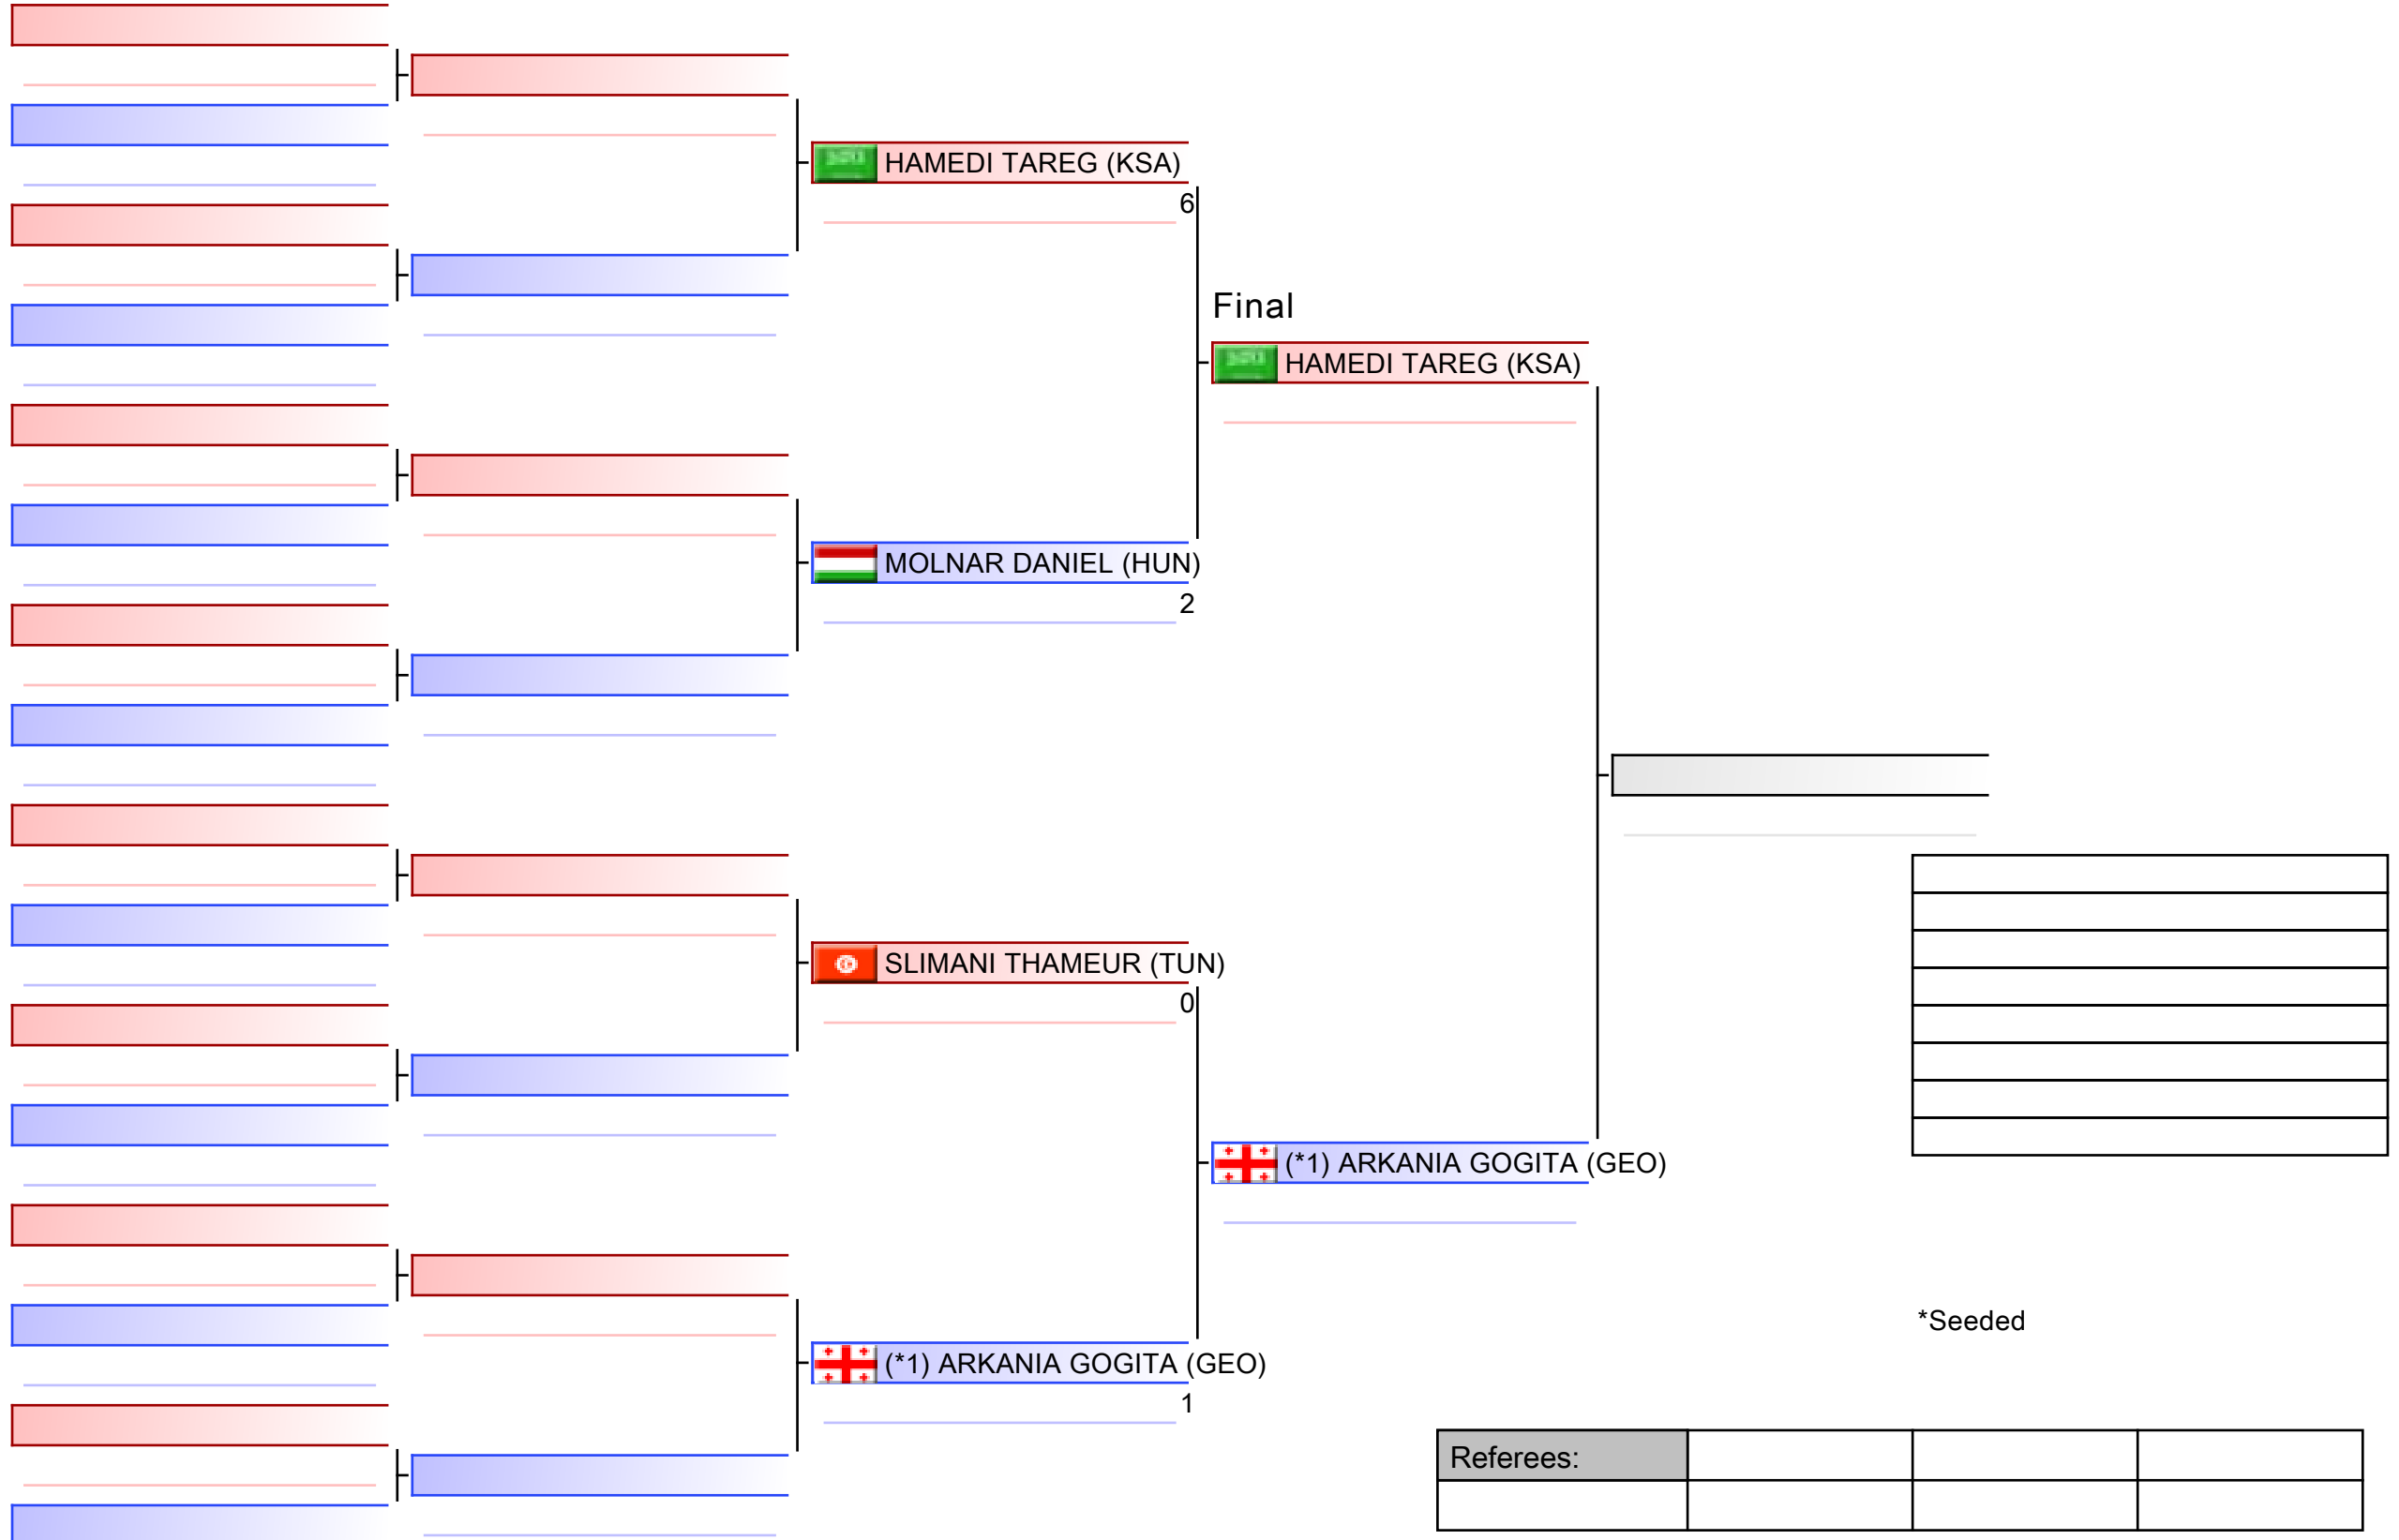 HAMEDI TAREG (KSA)
6
Final
HAMEDI TAREG (KSA)
MOLNAR DANIEL (HUN)
2
SLIMANI THAMEUR (TUN)
0
(*1) ARKANIA GOGITA (GEO)
*Seeded
(*1) ARKANIA GOGITA (GEO)
1
Referees: